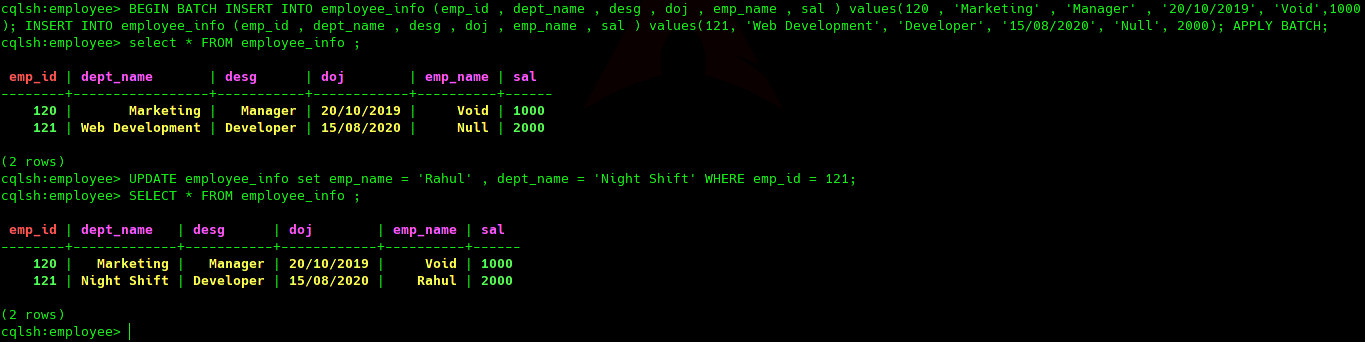 cqlsh:employee> BEGIN BATCH INSERT INTO employee_info (emp_id , dept_name , desg , doj , emp_name , sal ) values(120 , 'Marketing' , 'Manager' , '20/10/2019', 'Void',1000
); INSERT INTO employee_info (emp_id , dept_name , desg , doj , emp_name , sal ) values(121, 'Web Development', 'Developer', '15/08/2020', 'Null', 2000); APPLY BATCH;
cqlsh:employee> select * FROM employee_info ;
 emp_id | dept_name       | desg      | doj        | emp_name | sal
--------+-----------------+-----------+------------+----------+------
    120 |       Marketing |   Manager | 20/10/2019 |     Void | 1000
    121 | Web Development | Developer | 15/08/2020 |     Null | 2000
(2 rows)
cqlsh:employee> UPDATE employee_info set emp_name = 'Rahul' , dept_name = 'Night Shift' WHERE emp_id = 121;
cqlsh:employee> SELECT * FROM employee_info ;
 emp_id | dept_name   | desg      | doj        | emp_name | sal
--------+-------------+-----------+------------+----------+------
    120 |   Marketing |   Manager | 20/10/2019 |     Void | 1000
    121 | Night Shift | Developer | 15/08/2020 |    Rahul | 2000
(2 rows)
cqlsh:employee>